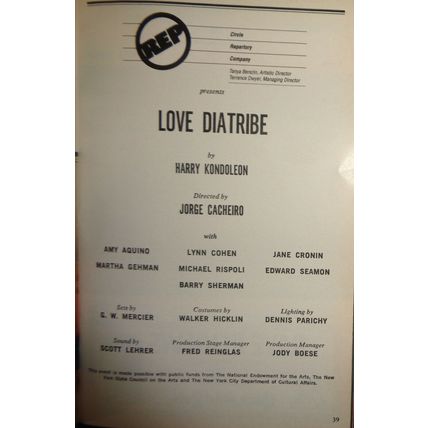 REP
Circle
Repertory
Company
Tanya Berezin, Artistic Director
Terrence Dwyer, Managing Director
presents
LOVE DIATRIBE
by
HARRY KONDOLEON
Directed by
JORGE CACHEIRO
with
AMY AQUINO LYNN COHEN JANE CRONIN
MARTHA GEHMAN MICHAEL RISPOLI EDWARD SEAMON
BARRY SHERMAN
Sets by Costumes by Lighting by
G. W. MERCIER WALKER HICKLIN DENNIS PARICHY
Sound by Production Stage Manager Production Manager
SCOTT LEHRER FRED REINGLAS JODY BOESE
This event is made possible with public funds from The National Endowment for the Arts, The New
York State Council on the Arts and The New York City Department of Cultural Affairs.
39